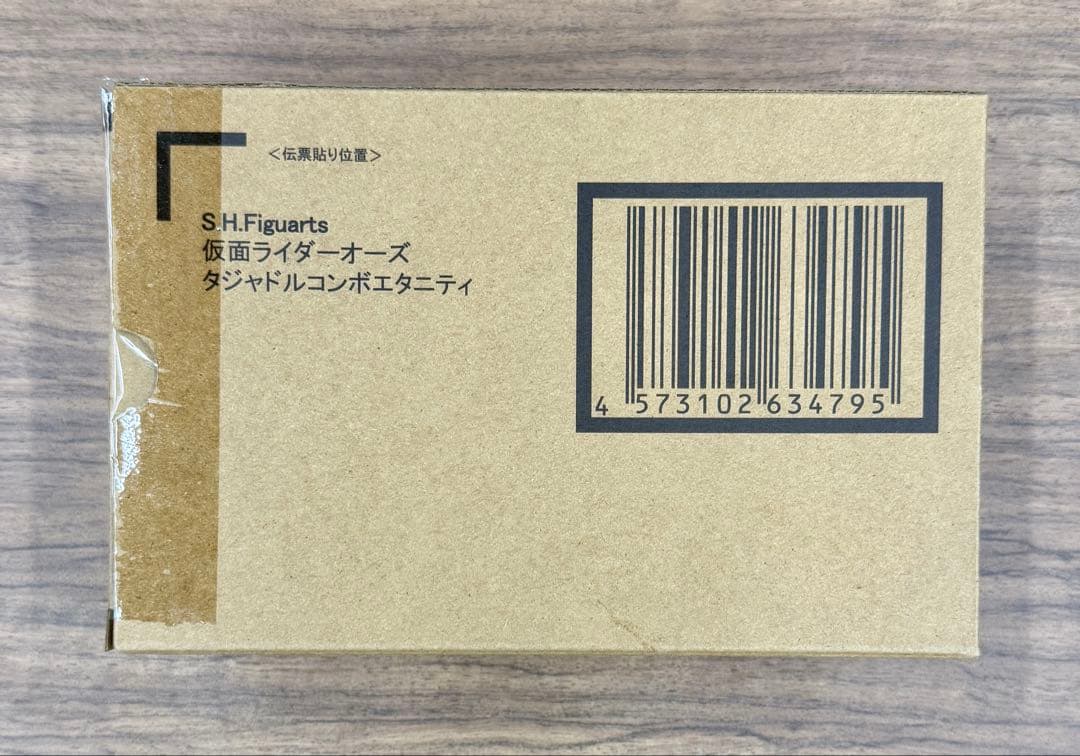 ＜伝票貼り位置＞
S.H.Figuarts
仮面ライダーオーズ
タジャドルコンボエタニティ
4 573102 634795